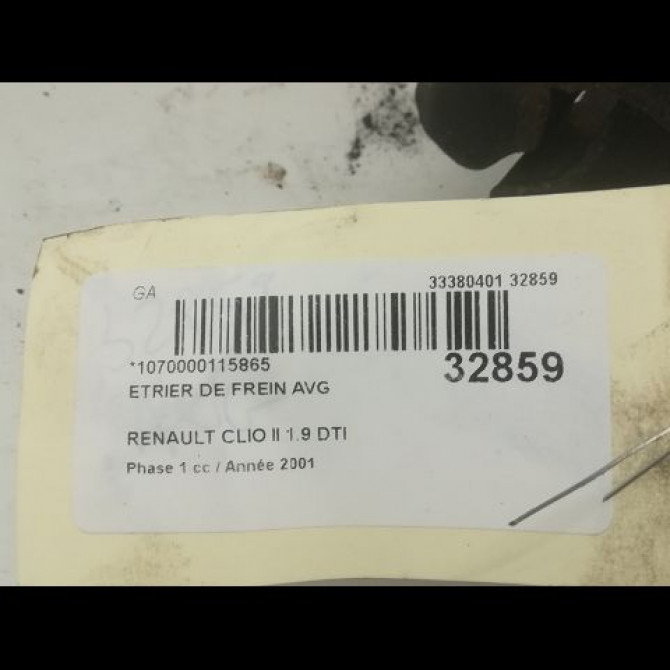 GA
33380401 32859
*1070000115865
32859
ETRIER DE FREIN AVG
RENAULT CLIO II 1.9 DTI
Phase 1 cc / Année 2001